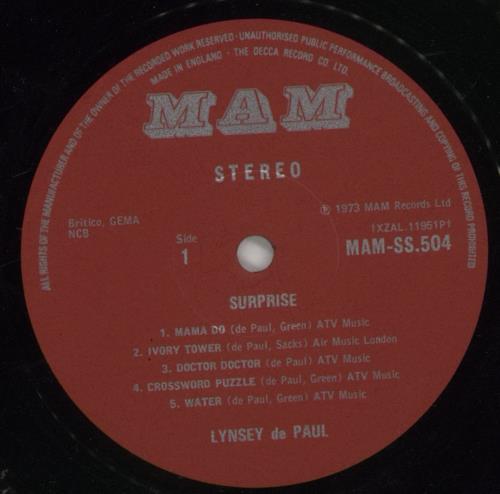 ALL RIGHTS OF THE MANUFACTURER AND OF THE OWNER OF THE RECORDED WORK RESERVED · UNAUTHORISED PUBLIC PERFORMANCE BROADCASTING AND COPYING OF THIS RECORD PROHIBITED
MADE IN ENGLAND · THE DECCA RECORD CO. LTD.
MAM
STEREO
℗ 1973 MAM Records Ltd
Britico, GEMA
NCB
(XZAL.11951P)
Side
1
MAM-SS.504
SURPRISE
1. MAMA DO (de Paul, Green) ATV Music
2. IVORY TOWER (de Paul, Sacks) Air Music London
3. DOCTOR DOCTOR (de Paul) ATV Music
4. CROSSWORD PUZZLE (de Paul, Green) ATV Music
5. WATER (de Paul, Green) ATV Music
LYNSEY de PAUL